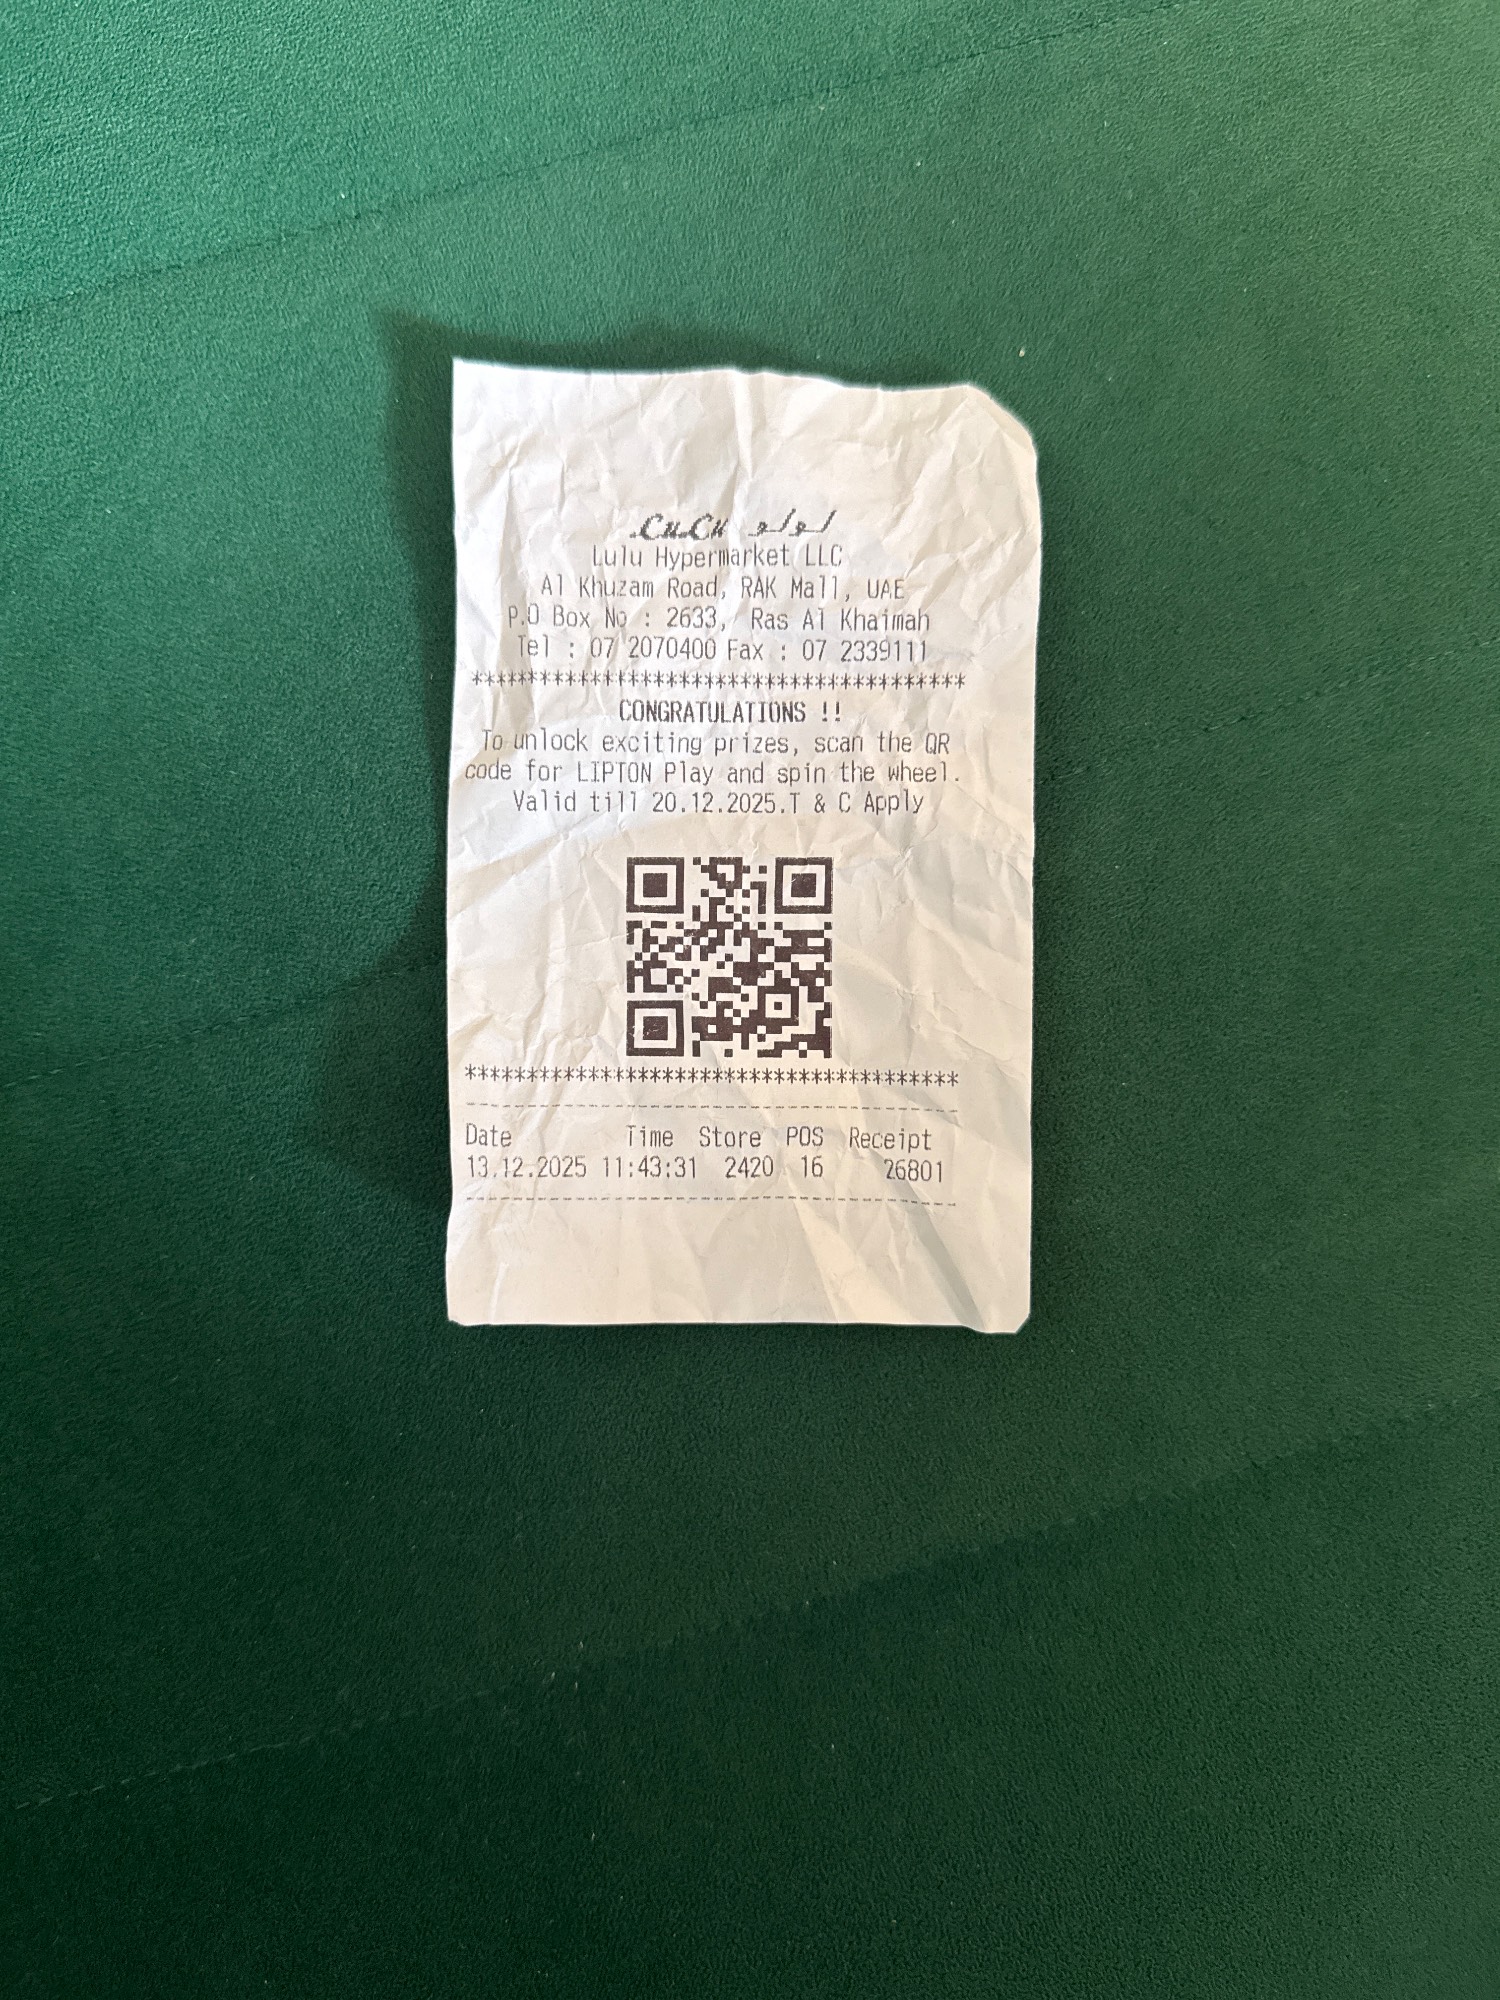 LuLu لولو
Lulu Hypermarket LLC
Al Khuzam Road, RAK Mall, UAE
P.O Box No : 2633, Ras Al Khaimah
Tel : 07 2070400 Fax : 07 2339111
****************************************
CONGRATULATIONS !!
To unlock exciting prizes, scan the QR
code for LIPTON Play and spin the wheel.
Valid till 20.12.2025.T & C Apply
****************************************
----------------------------------------
Date Time Store POS Receipt
13.12.2025 11:43:31 2420 16 26801
----------------------------------------